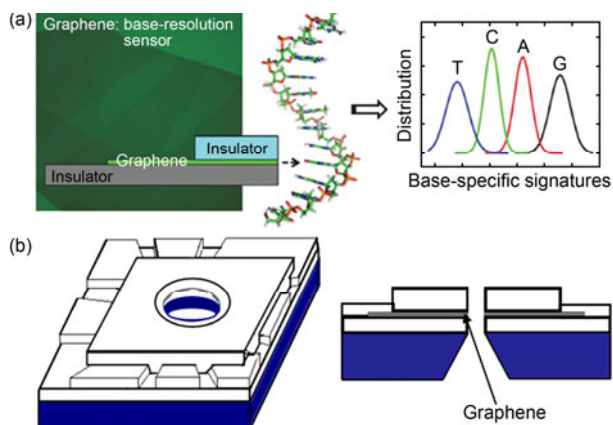 (a)
Graphene: base-resolution
sensor
Insulator
Graphene
Insulator
Distribution
T
C
A
G
Base-specific signatures
(b)
Graphene